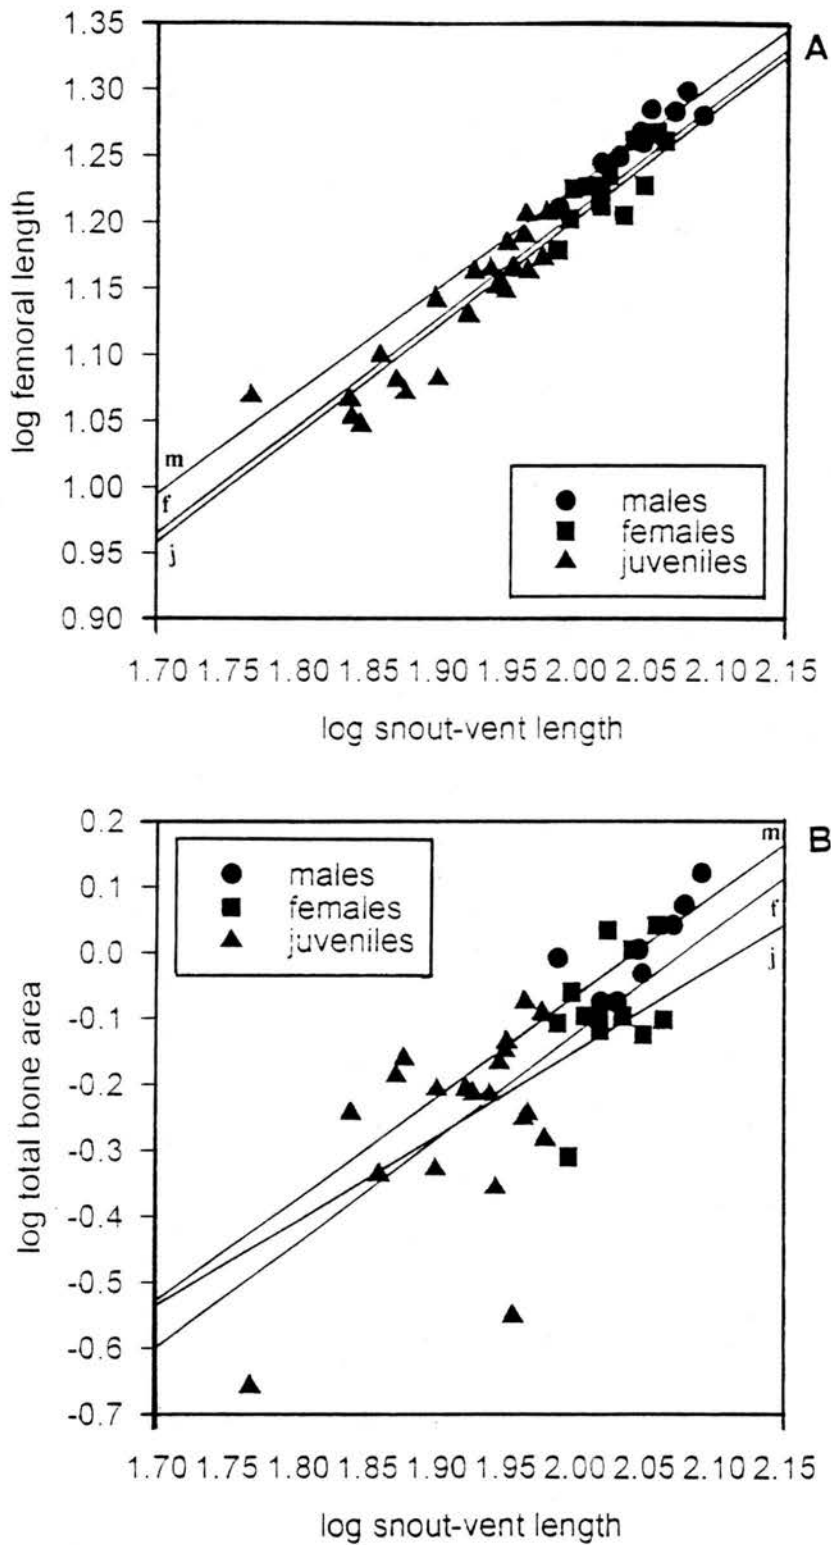 A
1.35
1.30
1.25
1.20
1.15
1.10
1.05
1.00
0.95
0.90
log femoral length
m
f
j
males
females
juveniles
1.70 1.75 1.80 1.85 1.90 1.95 2.00 2.05 2.10 2.15
log snout-vent length
B
0.2
0.1
0.0
-0.1
-0.2
-0.3
-0.4
-0.5
-0.6
-0.7
log total bone area
males
females
juveniles
m
f
j
1.70 1.75 1.80 1.85 1.90 1.95 2.00 2.05 2.10 2.15
log snout-vent length